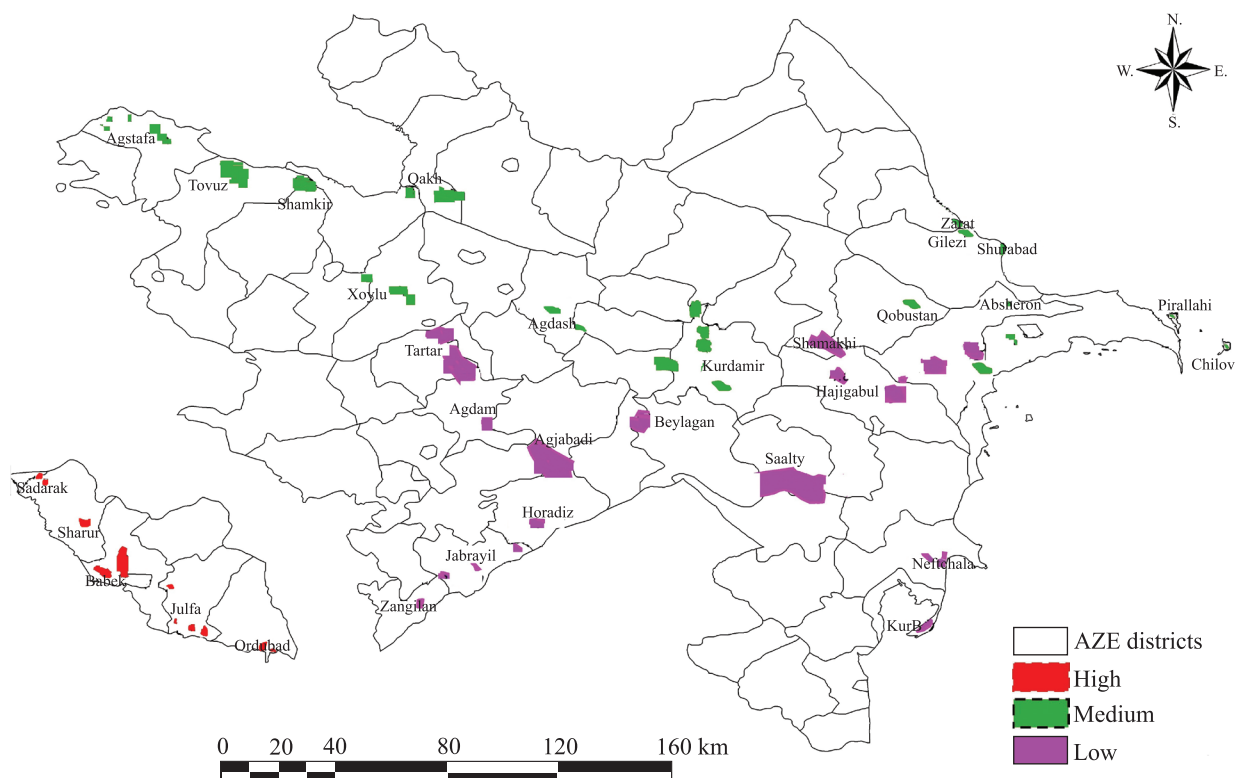 N.
W.
E.
S.
Agstafa
Tovuz
Shamkir
Qakh
Zarat
Gilezi
Shurabad
Xoylu
Agdash
Qobustan
Absheron
Pirallahi
Chilov
Tartar
Kurdamir
Shamakhi
Hajigabul
Agdam
Beylagan
Agjabadi
Saalty
Sadarak
Sharur
Babek
Julfa
Ordubad
Horadiz
Jabrayil
Zangilan
Neftchala
KurB
AZE districts
High
Medium
Low
0 20 40 80 120 160 km